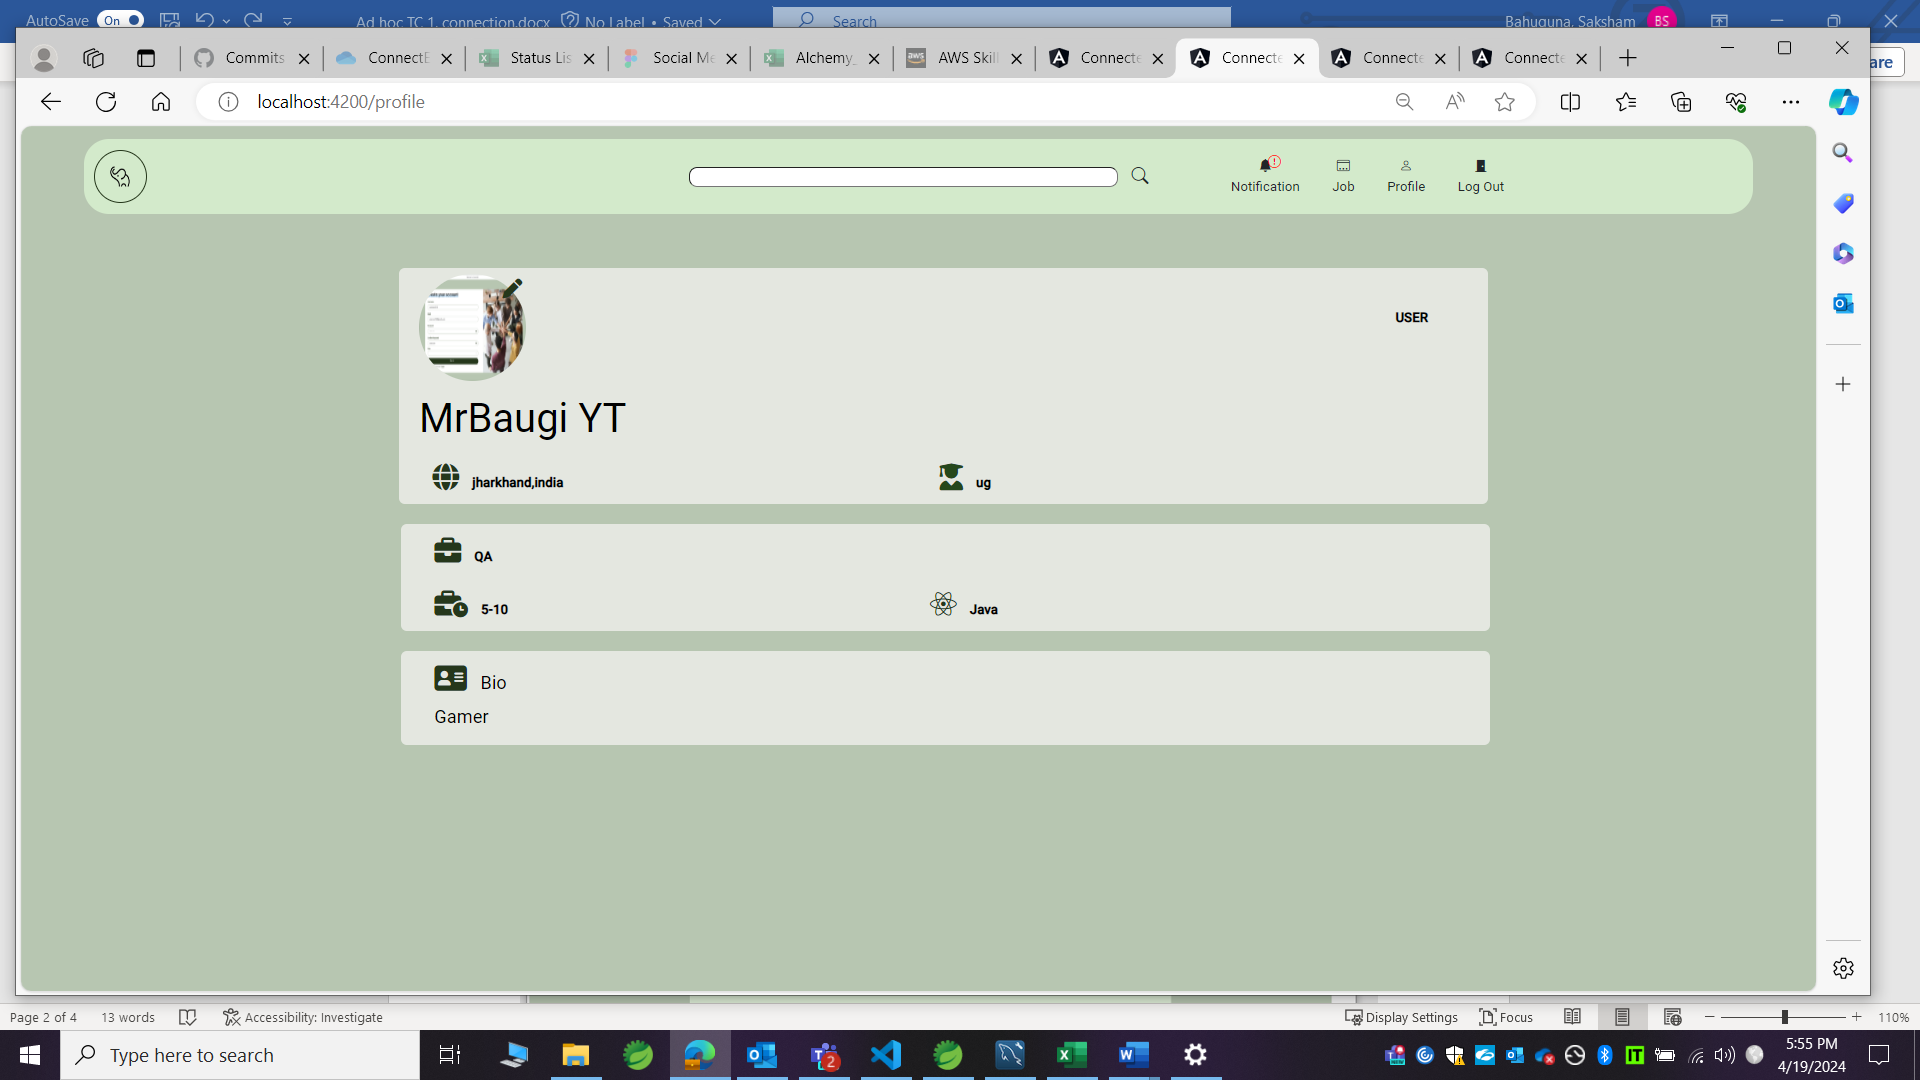 AutoSave On Ad hoc TC 1. connection.docx No Label • Saved Search Bahuguna, Saksham BS
Commits ConnectE Status Lis Social Me Alchemy_ AWS Skill Connecte Connecte Connecte Connecte
are
localhost:4200/profile
Notification Job Profile Log Out
USER
MrBaugi YT
jharkhand,india ug
QA
5-10 Java
Bio
Gamer
Page 2 of 4 13 words Accessibility: Investigate Display Settings Focus 110%
Type here to search
2
5:55 PM
4/19/2024